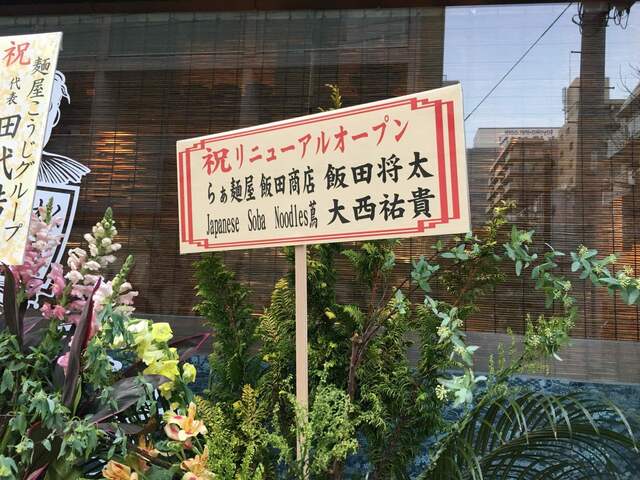 祝
麺屋こうじグループ
代表
祝リニューアルオープン
らぁ麺屋 飯田商店 飯田将太
Japanese Soba Noodles蔦 大西祐貴